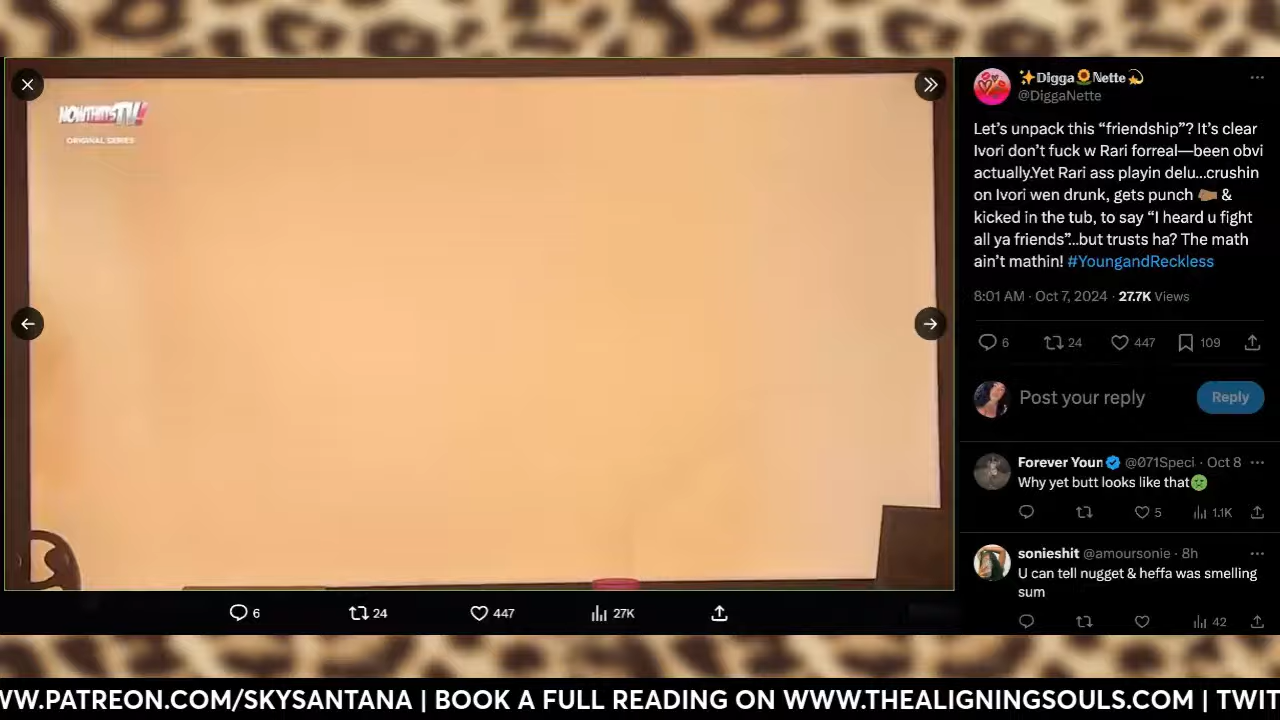 NOWTHATSTV!
ORIGINAL SERIES
✨Digga🌻Nette💫
@DiggaNette
Let’s unpack this “friendship”? It’s clear
Ivori don’t fuck w Rari forreal—been obvi
actually.Yet Rari ass playin delu...crushin
on Ivori wen drunk, gets punch 🤛🏽 &
kicked in the tub, to say “I heard u fight
all ya friends”...but trusts ha? The math
ain’t mathin! #YoungandReckless
8:01 AM · Oct 7, 2024 · 27.7K Views
6 24 447 109
Post your reply
Reply
Forever Youn @071Speci · Oct 8
Why yet butt looks like that🤢
5 1.1K
sonieshit @amoursonie · 8h
U can tell nugget & heffa was smelling
sum
42
6 24 447 27K
WW.PATREON.COM/SKYSANTANA | BOOK A FULL READING ON WWW.THEALIGNINGSOULS.COM | TWIT